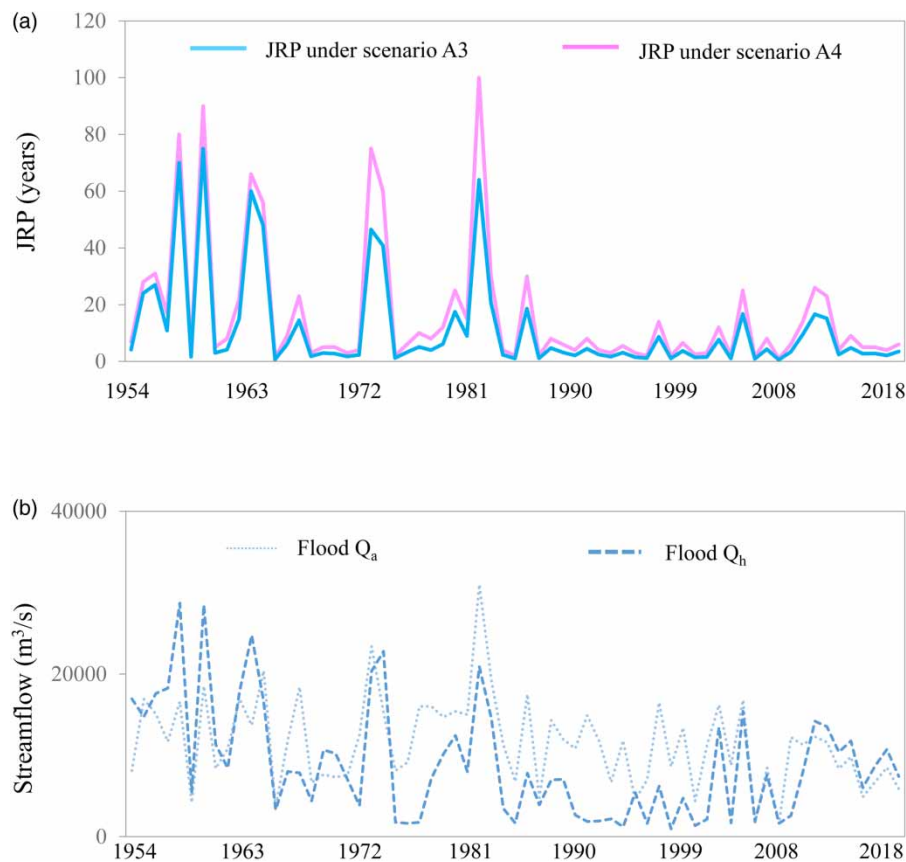 (a)
120
JRP under scenario A3
JRP under scenario A4
100
80
60
40
20
0
JRP (years)
1954 1963 1972 1981 1990 1999 2008 2018
(b)
40000
Flood Qa
Flood Qh
20000
0
Streamflow (m³/s)
1954 1963 1972 1981 1990 1999 2008 2018